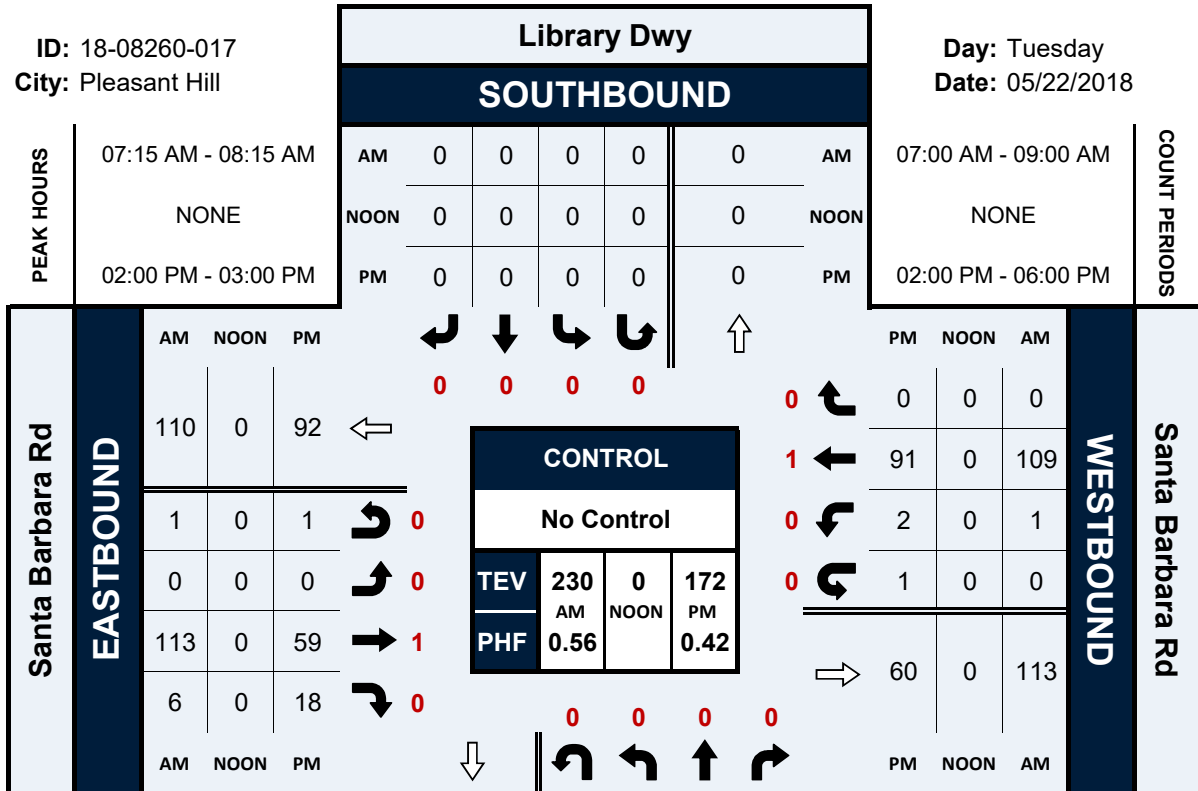 ID: 18-08260-017
City: Pleasant Hill
Library Dwy
SOUTHBOUND
Day: Tuesday
Date: 05/22/2018
PEAK HOURS
07:15 AM - 08:15 AM
NONE
02:00 PM - 03:00 PM
AM 0 0 0 0 0 AM
NOON 0 0 0 0 0 NOON
PM 0 0 0 0 0 PM
07:00 AM - 09:00 AM
NONE
02:00 PM - 06:00 PM
COUNT PERIODS
0 0 0 0
Santa Barbara Rd
EASTBOUND
AM NOON PM
110 0 92
1 0 1 0
0 0 0 0
113 0 59 1
6 0 18 0
AM NOON PM
CONTROL
No Control
TEV 230 0 172
AM NOON PM
PHF 0.56 0.42
PM NOON AM
0 0 0 0
1 91 0 109
0 2 0 1
0 1 0 0
60 0 113
PM NOON AM
WESTBOUND
Santa Barbara Rd
0 0 0 0